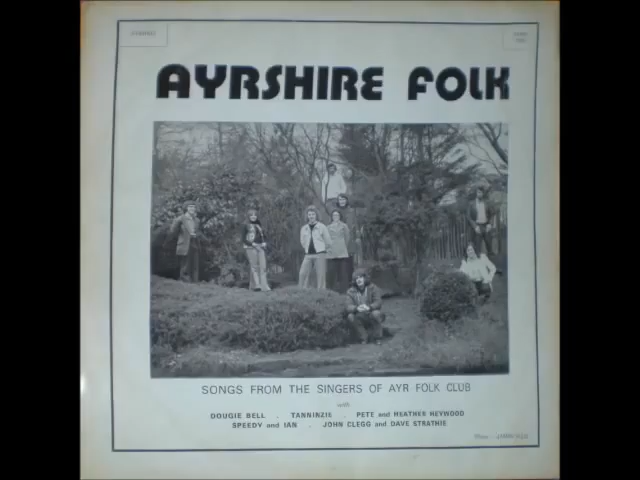 STEREO
AYRSHIRE FOLK
SONGS FROM THE SINGERS OF AYR FOLK CLUB
with
DOUGIE BELL . TANNINZIE . PETE and HEATHER HEYWOOD
SPEEDY and IAN . JOHN CLEGG and DAVE STRATHIE